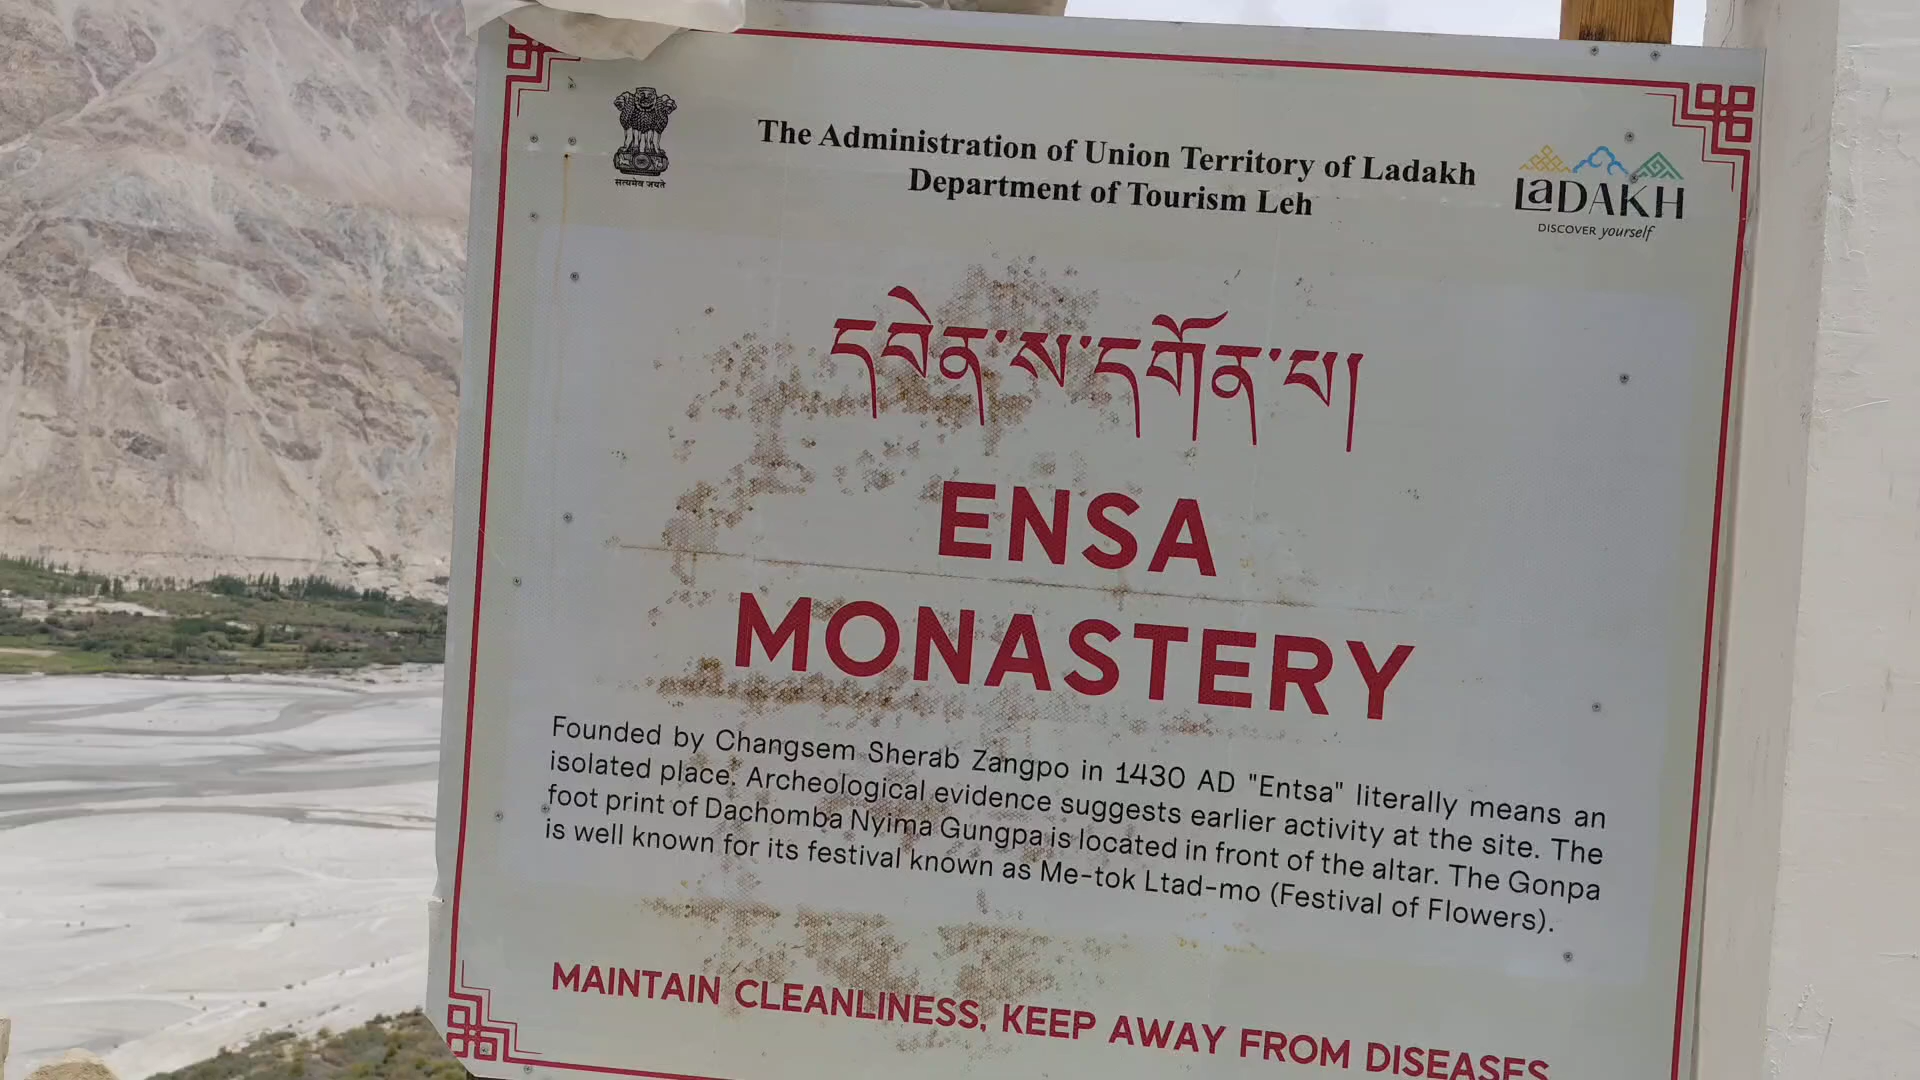 सत्यमेव जयते
The Administration of Union Territory of Ladakh
Department of Tourism Leh
LaDAKH
DISCOVER yourself
དབེན་ས་དགོན་པ།
ENSA
MONASTERY
Founded by Changsem Sherab Zangpo in 1430 AD "Entsa" literally means an
isolated place. Archeological evidence suggests earlier activity at the site. The
foot print of Dachomba Nyima Gungpa is located in front of the altar. The Gonpa
is well known for its festival known as Me-tok Ltad-mo (Festival of Flowers).
MAINTAIN CLEANLINESS, KEEP AWAY FROM DISEASES